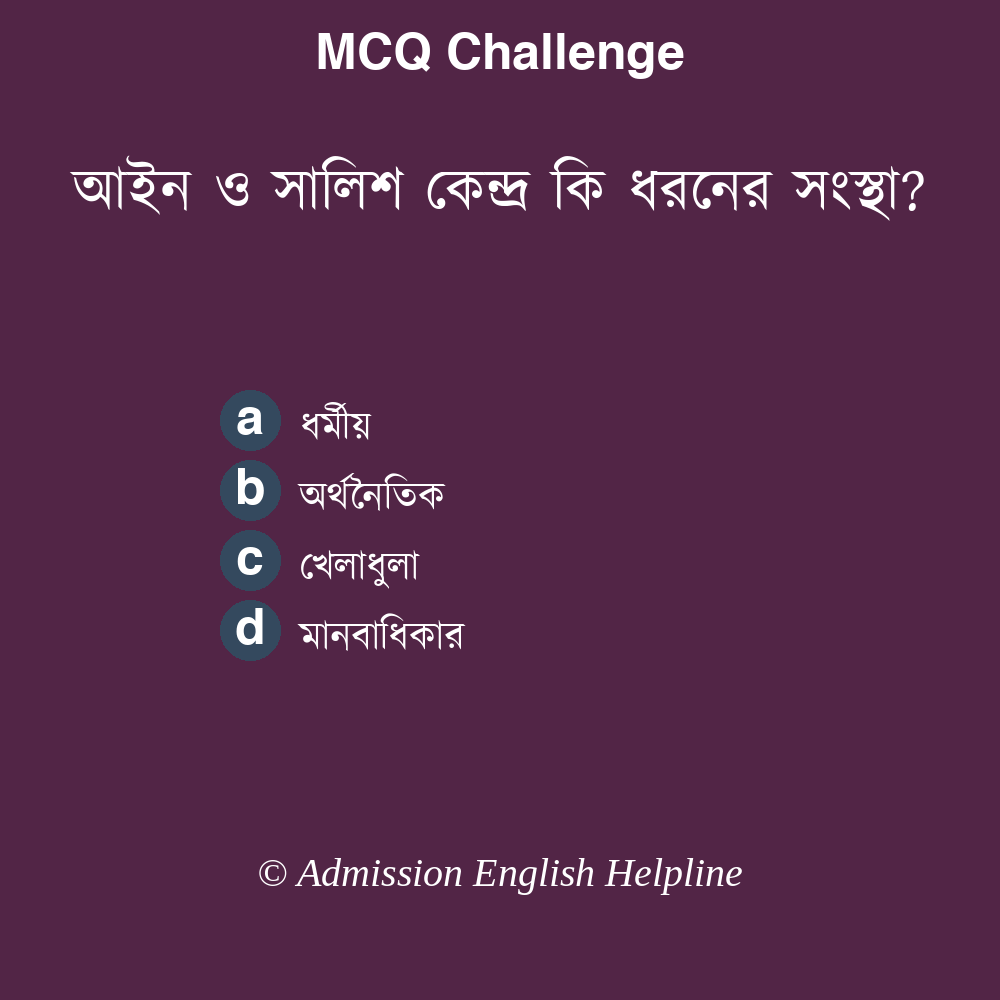 MCQ Challenge
আইন ও সালিশ কেন্দ্র কি ধরনের সংস্থা?
a ধর্মীয়
b অর্থনৈতিক
c খেলাধুলা
d মানবাধিকার
© Admission English Helpline